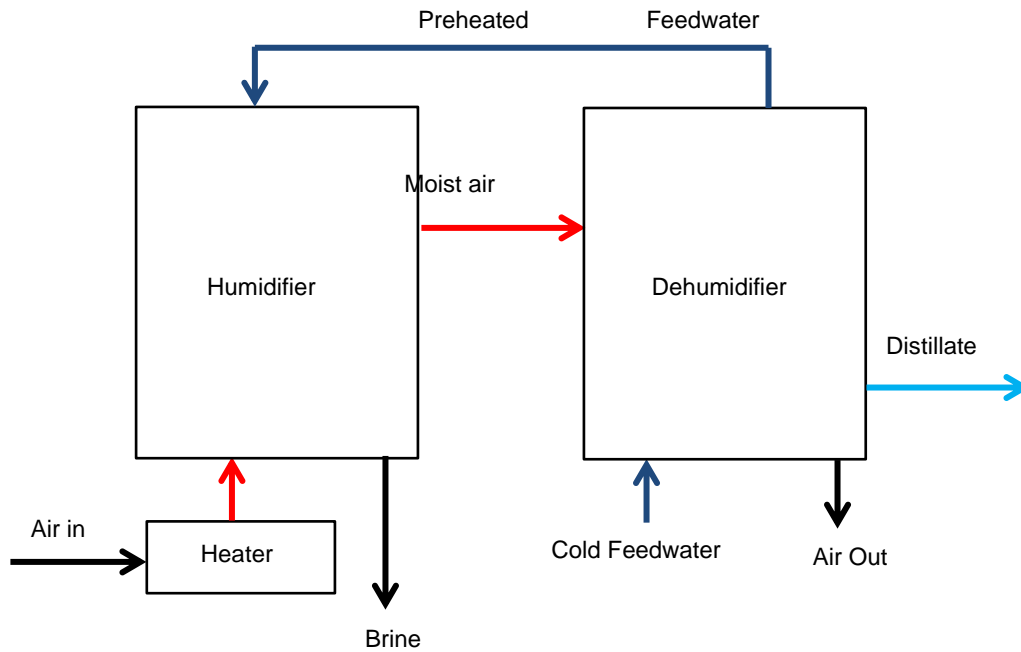 Preheated Feedwater
Moist air
Humidifier
Dehumidifier
Distillate
Air in
Heater
Cold Feedwater
Air Out
Brine